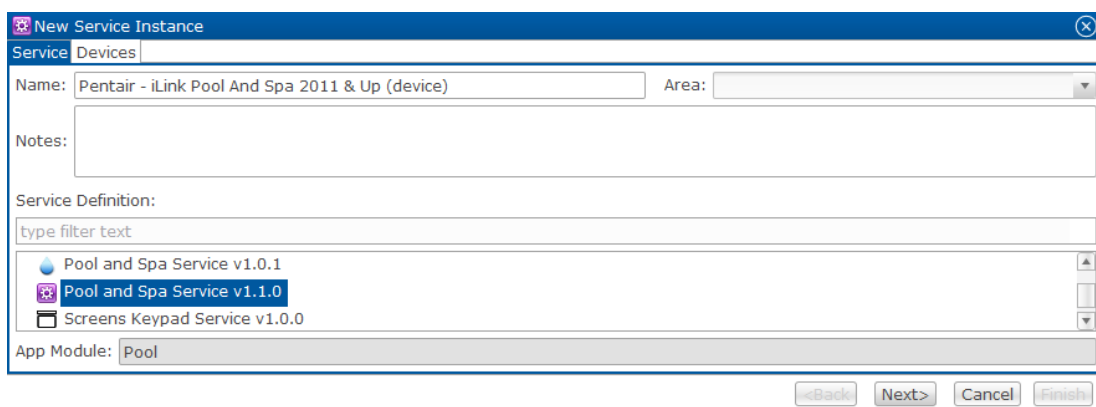 New Service Instance
Service Devices
Name: Pentair - iLink Pool And Spa 2011 & Up (device) Area:
Notes:
Service Definition:
type filter text
Pool and Spa Service v1.0.1
Pool and Spa Service v1.1.0
Screens Keypad Service v1.0.0
App Module: Pool
<Back Next> Cancel Finish